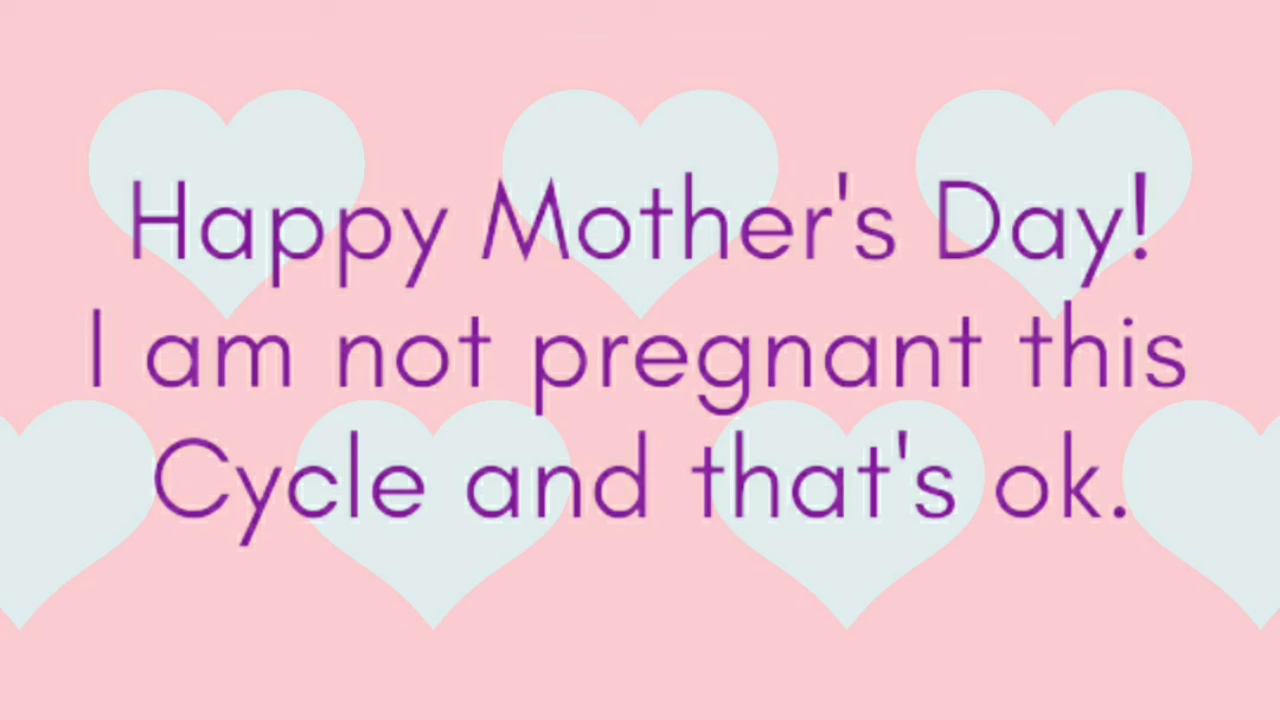 Happy Mother's Day!
I am not pregnant this
Cycle and that's ok.